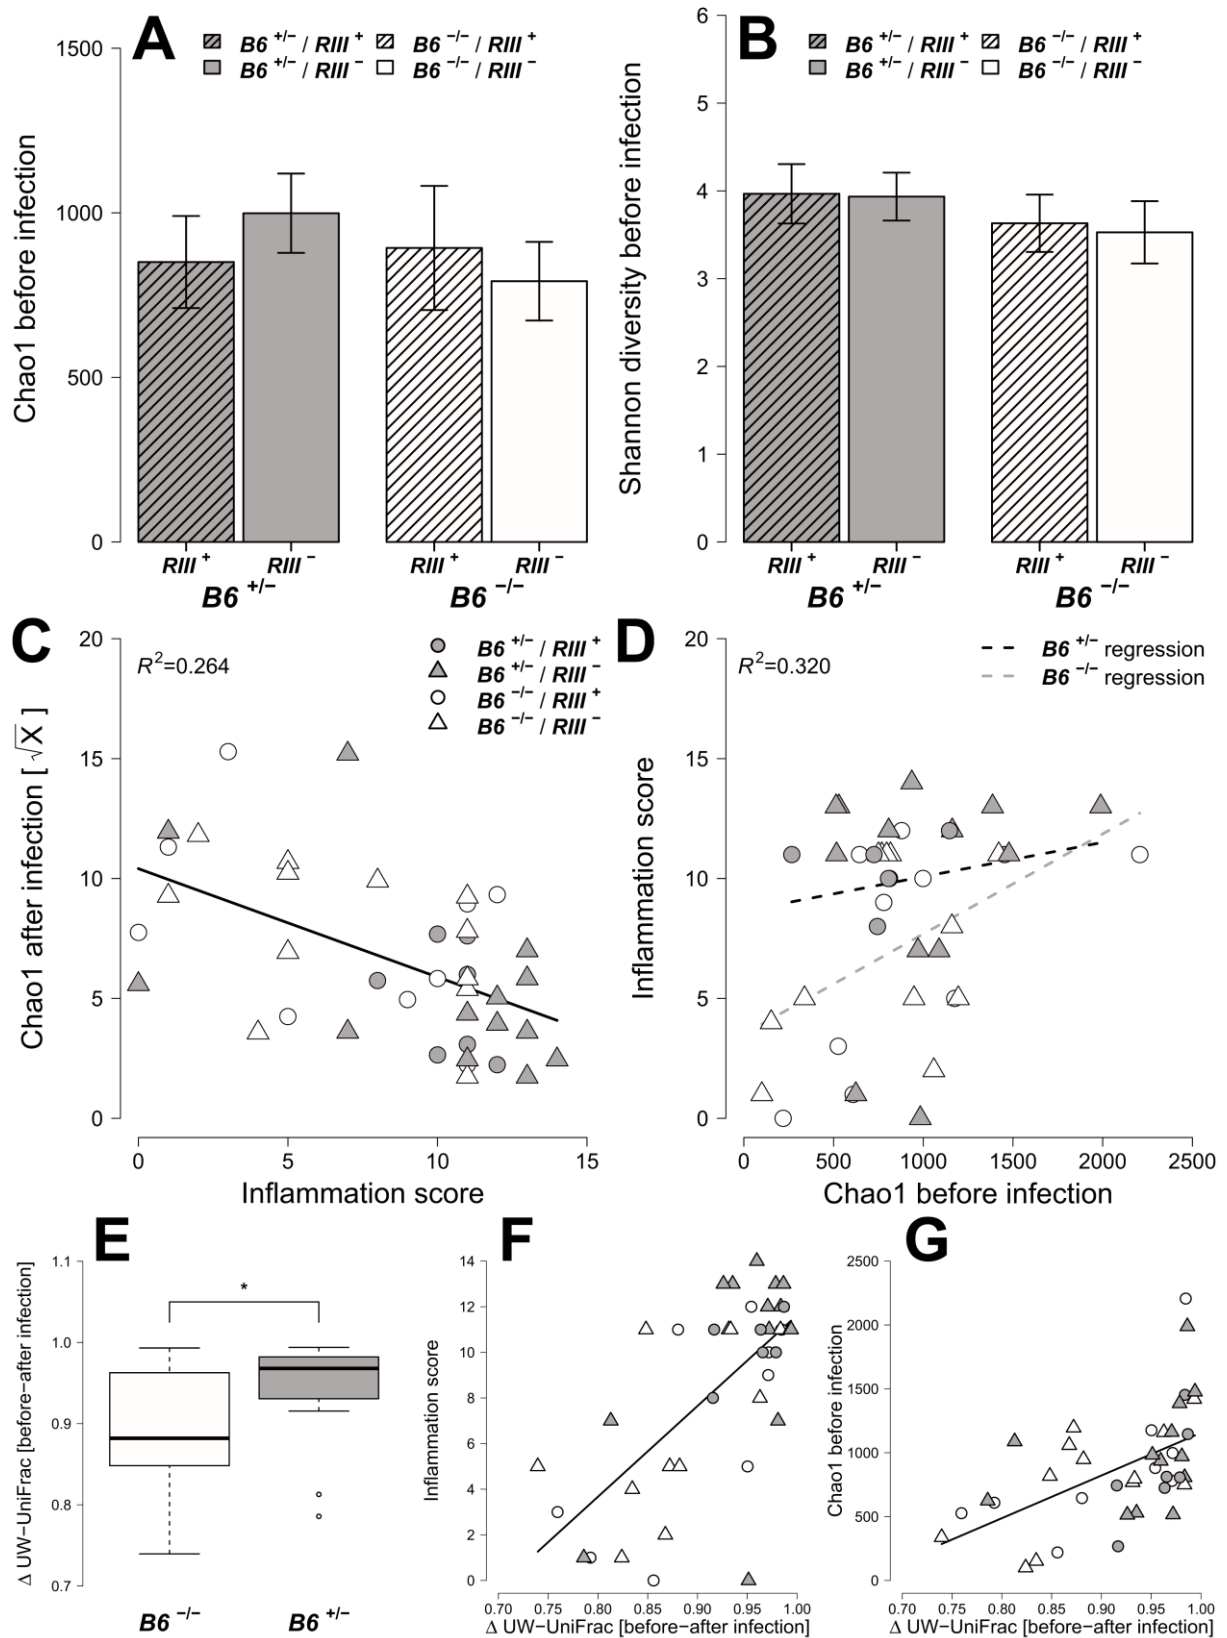 A
B6 +/− / RIII + B6 −/− / RIII +
B6 +/− / RIII − B6 −/− / RIII −
Chao1 before infection
1500
1000
500
0
RIII + RIII − RIII + RIII −
B6 +/− B6 −/−
B
B6 +/− / RIII + B6 −/− / RIII +
B6 +/− / RIII − B6 −/− / RIII −
Shannon diversity before infection
6
5
4
3
2
1
0
RIII + RIII − RIII + RIII −
B6 +/− B6 −/−
C
R2=0.264
B6 +/− / RIII +
B6 +/− / RIII −
B6 −/− / RIII +
B6 −/− / RIII −
Chao1 after infection [ √X ]
20
15
10
5
0
0 5 10 15
Inflammation score
D
R2=0.320
B6 +/− regression
B6 −/− regression
Inflammation score
20
15
10
5
0
0 500 1000 1500 2000 2500
Chao1 before infection
E
Δ UW−UniFrac [before−after infection]
1.1
1.0
0.9
0.8
0.7
*
B6 −/− B6 +/−
F
Inflammation score
14
12
10
8
6
4
2
0
0.70 0.75 0.80 0.85 0.90 0.95 1.00
Δ UW−UniFrac [before−after infection]
G
Chao1 before infection
2500
2000
1500
1000
500
0
0.70 0.75 0.80 0.85 0.90 0.95 1.00
Δ UW−UniFrac [before−after infection]